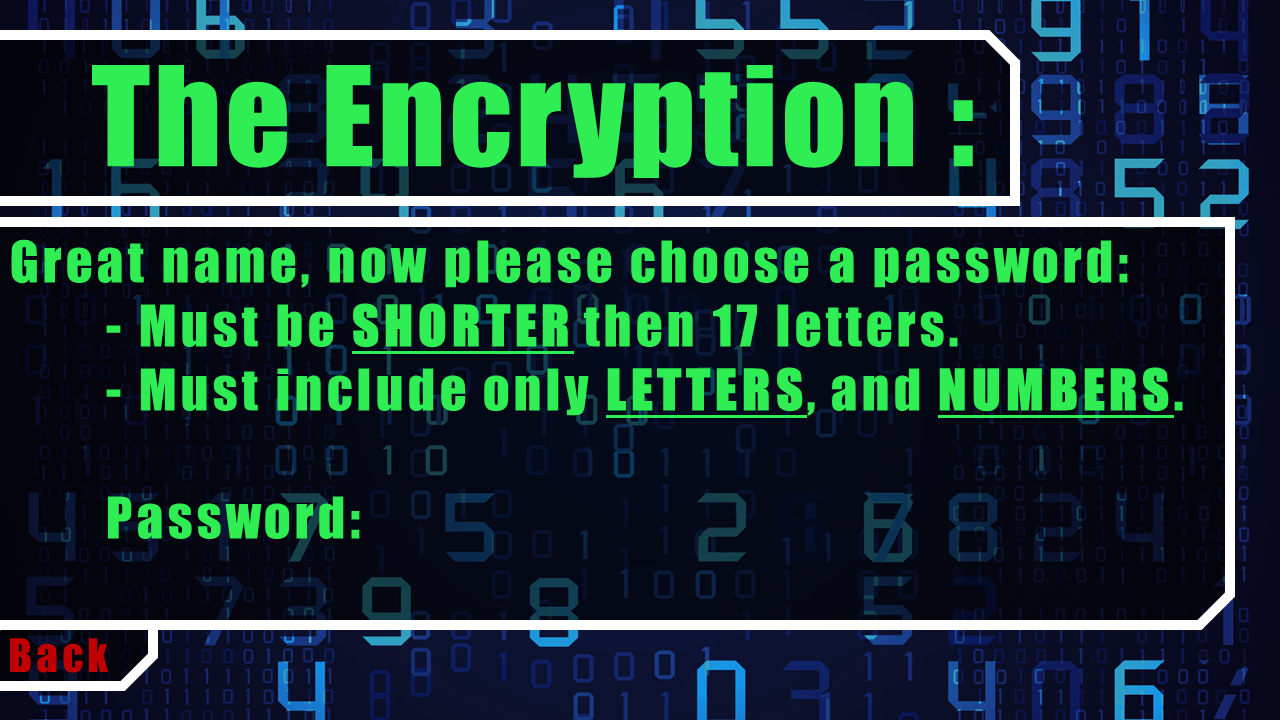 The Encryption :
Great name, now please choose a password:
- Must be SHORTER then 17 letters.
- Must include only LETTERS, and NUMBERS.
Password:
Back